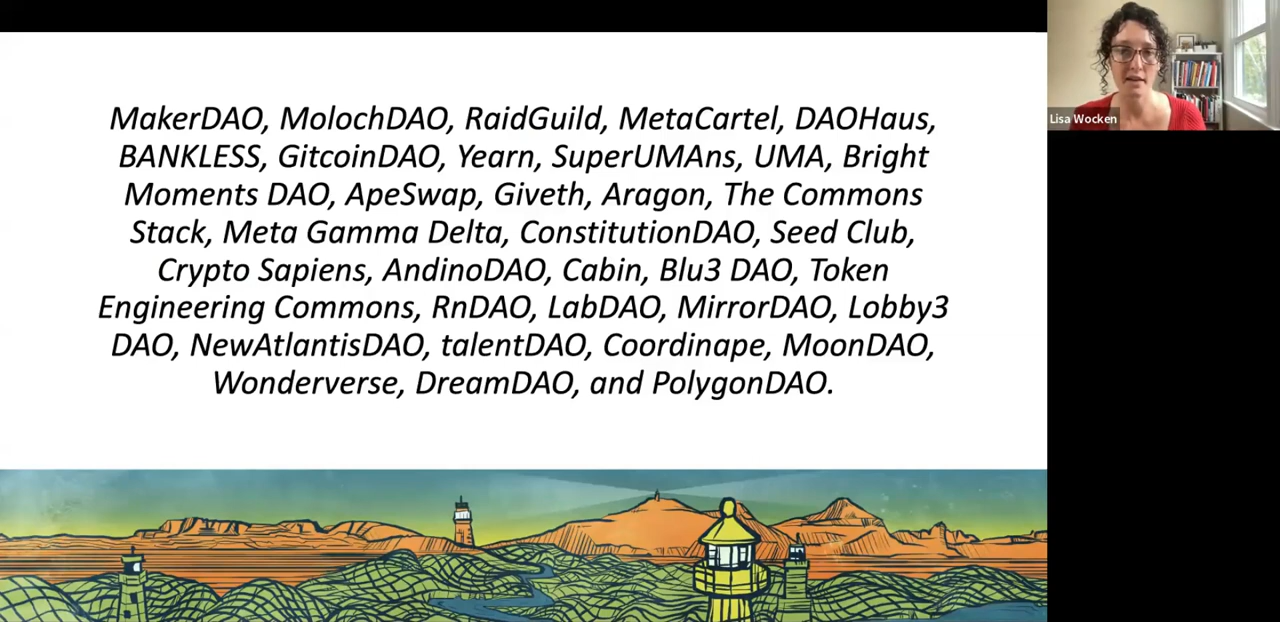 MakerDAO, MolochDAO, RaidGuild, MetaCartel, DAOHaus,
BANKLESS, GitcoinDAO, Yearn, SuperUMAns, UMA, Bright
Moments DAO, ApeSwap, Giveth, Aragon, The Commons
Stack, Meta Gamma Delta, ConstitutionDAO, Seed Club,
Crypto Sapiens, AndinoDAO, Cabin, Blu3 DAO, Token
Engineering Commons, RnDAO, LabDAO, MirrorDAO, Lobby3
DAO, NewAtlantisDAO, talentDAO, Coordinape, MoonDAO,
Wonderverse, DreamDAO, and PolygonDAO.
Lisa Wocken